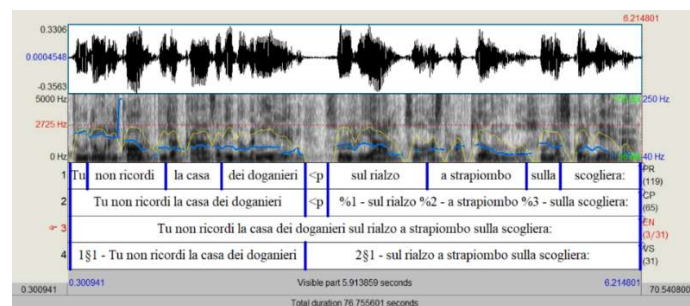 6.214801
0.3306
0.0004548
-0.3563
5000 Hz 250 Hz
2725 Hz
0 Hz 40 Hz
1 Tu non ricordi la casa dei doganieri <p sul rialzo a strapiombo sulla scogliera: PR (119)
2 Tu non ricordi la casa dei doganieri <p %1 - sul rialzo %2 - a strapiombo %3 - sulla scogliera: CP (65)
3 Tu non ricordi la casa dei doganieri sul rialzo a strapiombo sulla scogliera: EN (3/31)
4 1§1 - Tu non ricordi la casa dei doganieri 2§1 - sul rialzo a strapiombo sulla scogliera: VS (31)
0.300941 Visible part 5.913859 seconds 6.214801
0.300941 70.540800
Total duration 76.755601 seconds